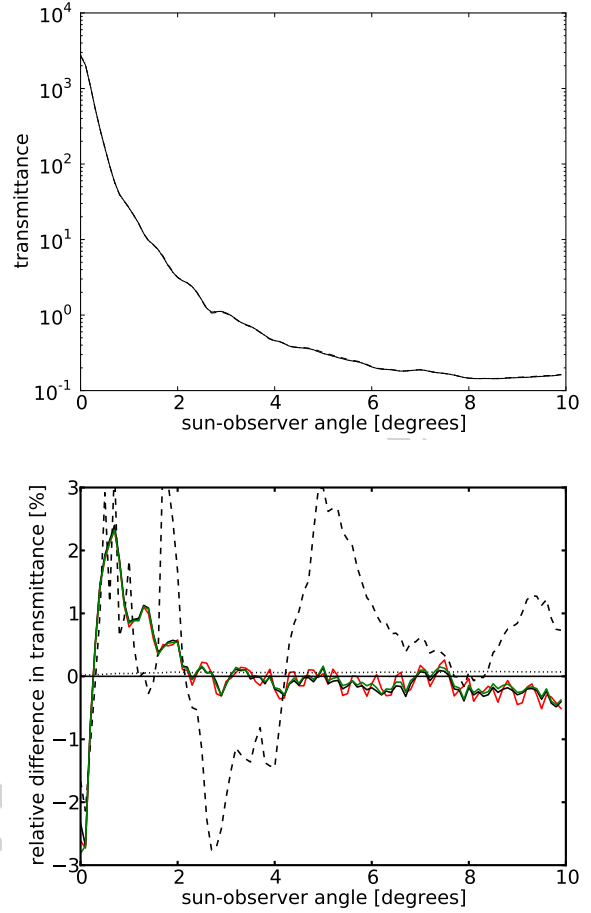 10^4
10^3
10^2
10^1
10^0
10^-1
transmittance
0 2 4 6 8 10
sun-observer angle [degrees]
3
2
1
0
−1
−2
−3
relative difference in transmittance [%]
0 2 4 6 8 10
sun-observer angle [degrees]